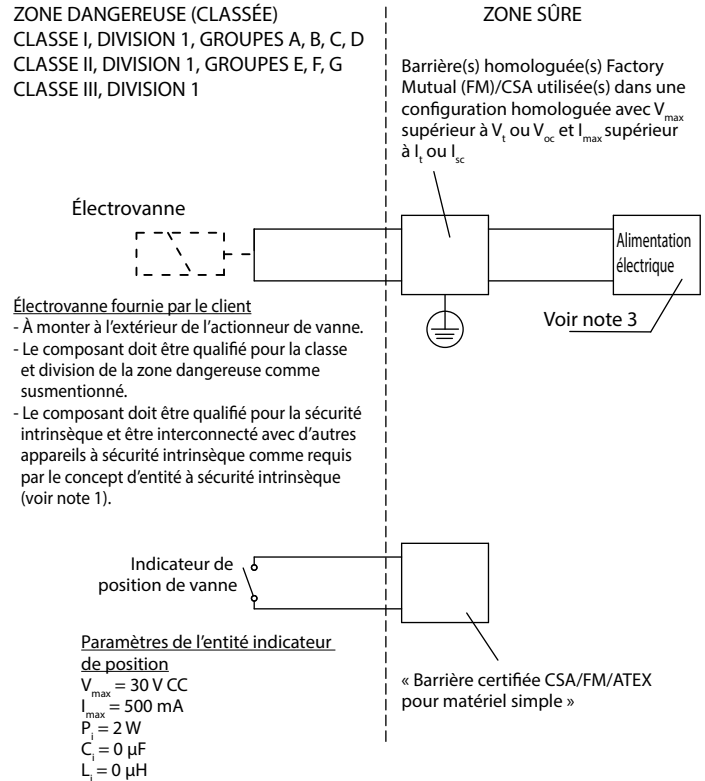 ZONE DANGEREUSE (CLASSÉE)
CLASSE I, DIVISION 1, GROUPES A, B, C, D
CLASSE II, DIVISION 1, GROUPES E, F, G
CLASSE III, DIVISION 1
ZONE SÛRE
Barrière(s) homologuée(s) Factory
Mutual (FM)/CSA utilisée(s) dans une
configuration homologuée avec Vmax
supérieur à Vt ou Voc et Imax supérieur
à It ou Isc
Électrovanne
Alimentation
électrique
Voir note 3
Électrovanne fournie par le client
- À monter à l’extérieur de l’actionneur de vanne.
- Le composant doit être qualifié pour la classe
et division de la zone dangereuse comme
susmentionné.
- Le composant doit être qualifié pour la sécurité
intrinsèque et être interconnecté avec d’autres
appareils à sécurité intrinsèque comme requis
par le concept d’entité à sécurité intrinsèque
(voir note 1).
Indicateur de
position de vanne
Paramètres de l’entité indicateur
de position
Vmax = 30 V CC
Imax = 500 mA
Pi = 2 W
Ci = 0 µF
Li = 0 µH
« Barrière certifiée CSA/FM/ATEX
pour matériel simple »